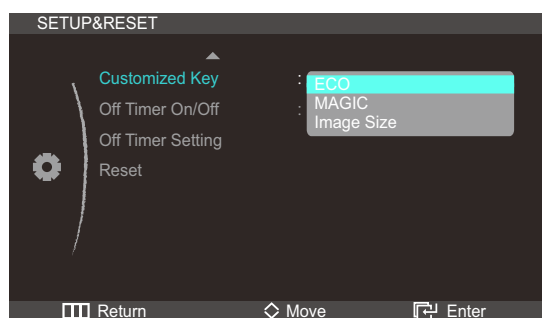 SETUP&RESET
Customized Key : ECO
MAGIC
Off Timer On/Off :
Image Size
Off Timer Setting
Reset
Return Move Enter